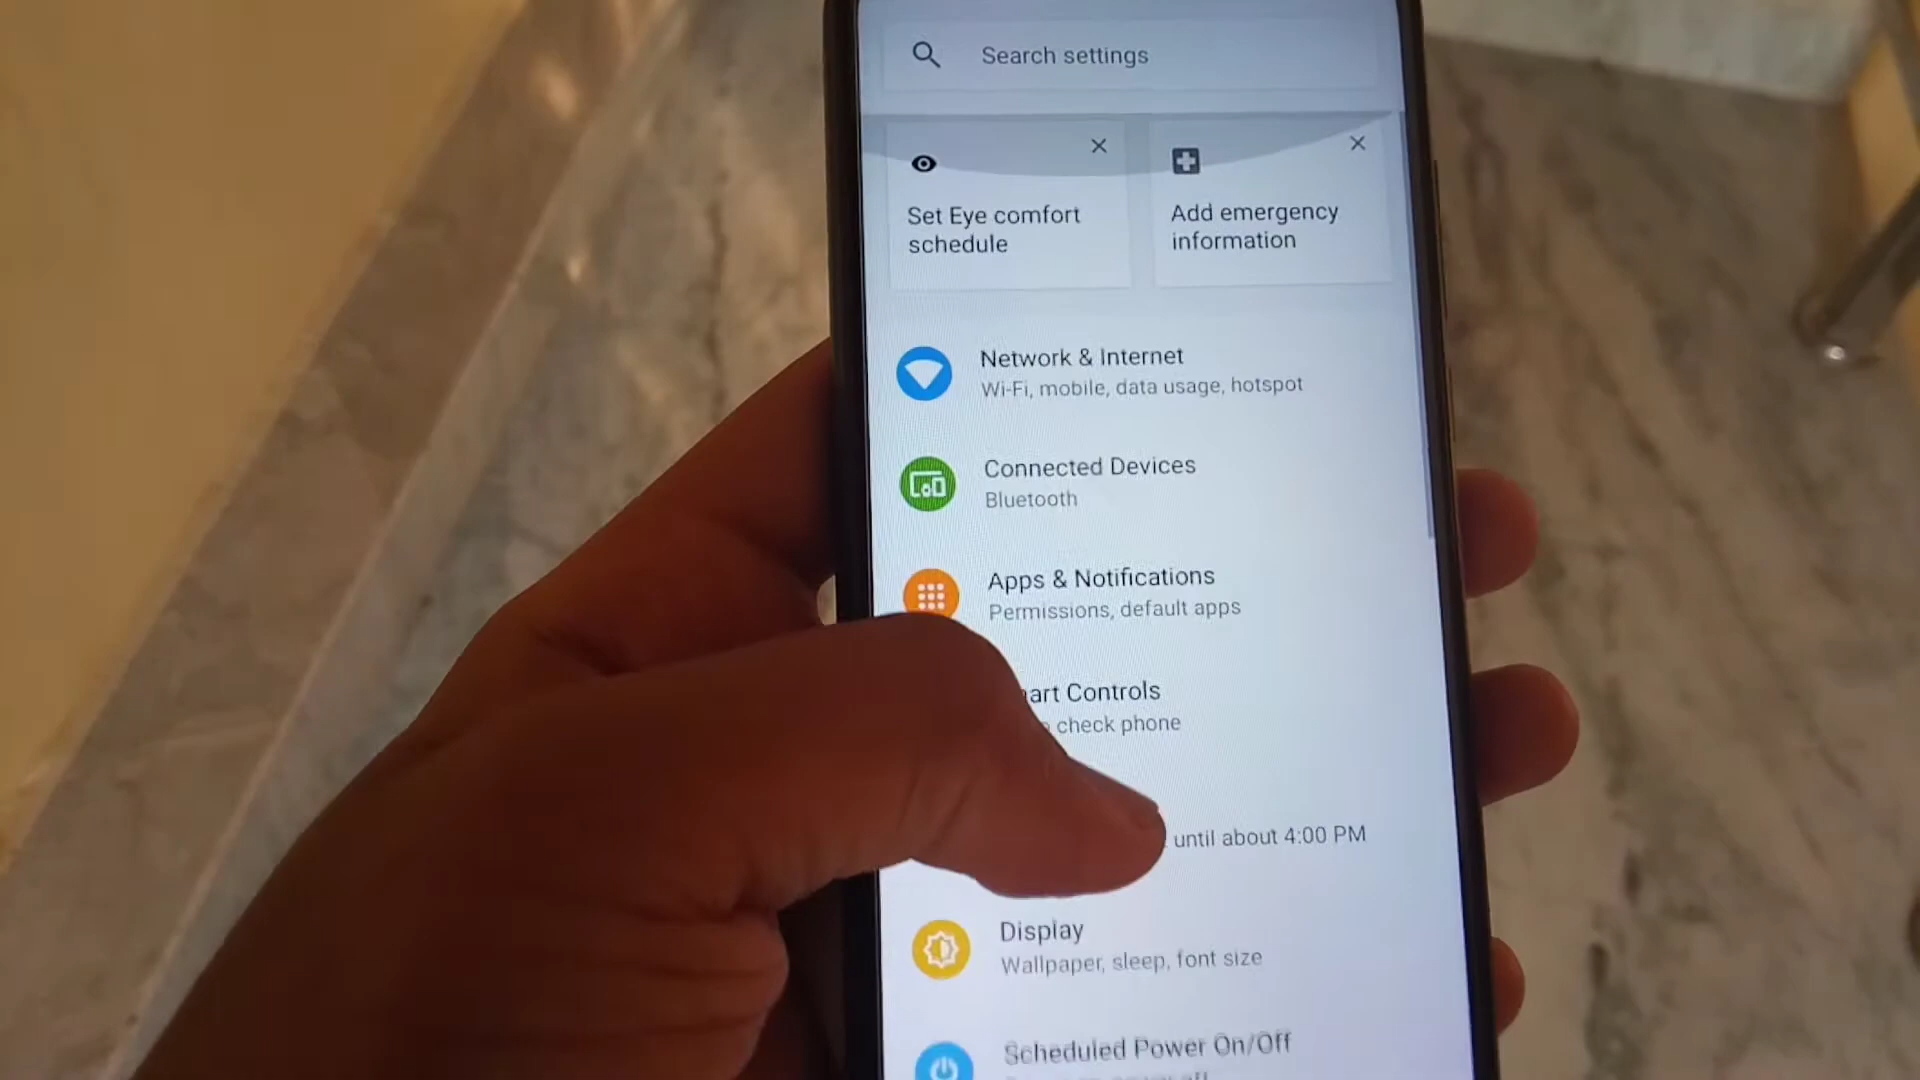 Search settings
Set Eye comfort
schedule
Add emergency
information
Network & Internet
Wi-Fi, mobile, data usage, hotspot
Connected Devices
Bluetooth
Apps & Notifications
Permissions, default apps
art Controls
check phone
until about 4:00 PM
Display
Wallpaper, sleep, font size
Scheduled Power On/Off